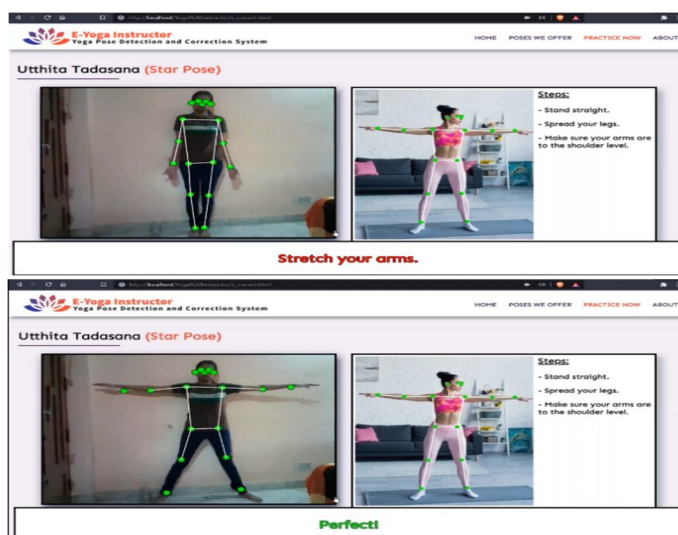 E-Yoga Instructor
Yoga Pose Detection and Correction System
HOME POSES WE OFFER PRACTICE NOW ABOUT
Utthita Tadasana (Star Pose)
Steps:
- Stand straight.
- Spread your legs.
- Make sure your arms are
to the shoulder level.
Stretch your arms.
E-Yoga Instructor
Yoga Pose Detection and Correction System
HOME POSES WE OFFER PRACTICE NOW ABOUT
Utthita Tadasana (Star Pose)
Steps:
- Stand straight.
- Spread your legs.
- Make sure your arms are
to the shoulder level.
Perfect!